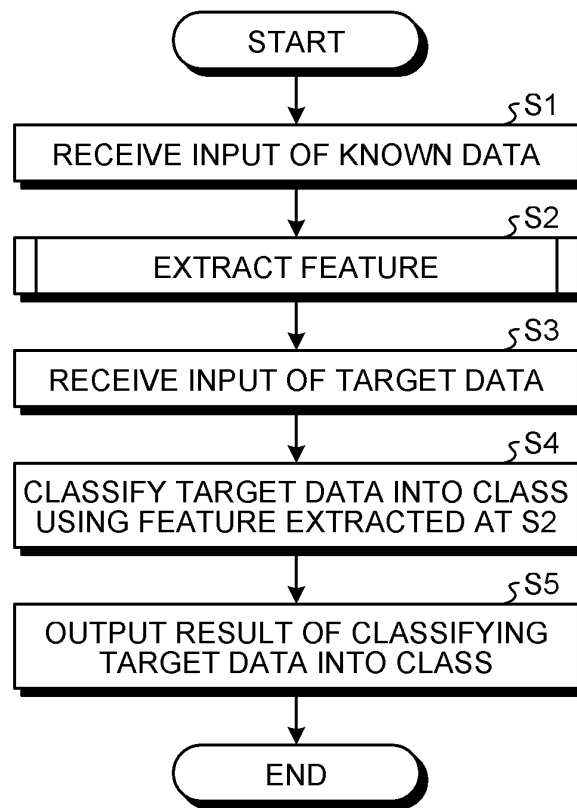 START
S1
RECEIVE INPUT OF KNOWN DATA
S2
EXTRACT FEATURE
S3
RECEIVE INPUT OF TARGET DATA
S4
CLASSIFY TARGET DATA INTO CLASS
USING FEATURE EXTRACTED AT S2
S5
OUTPUT RESULT OF CLASSIFYING
TARGET DATA INTO CLASS
END